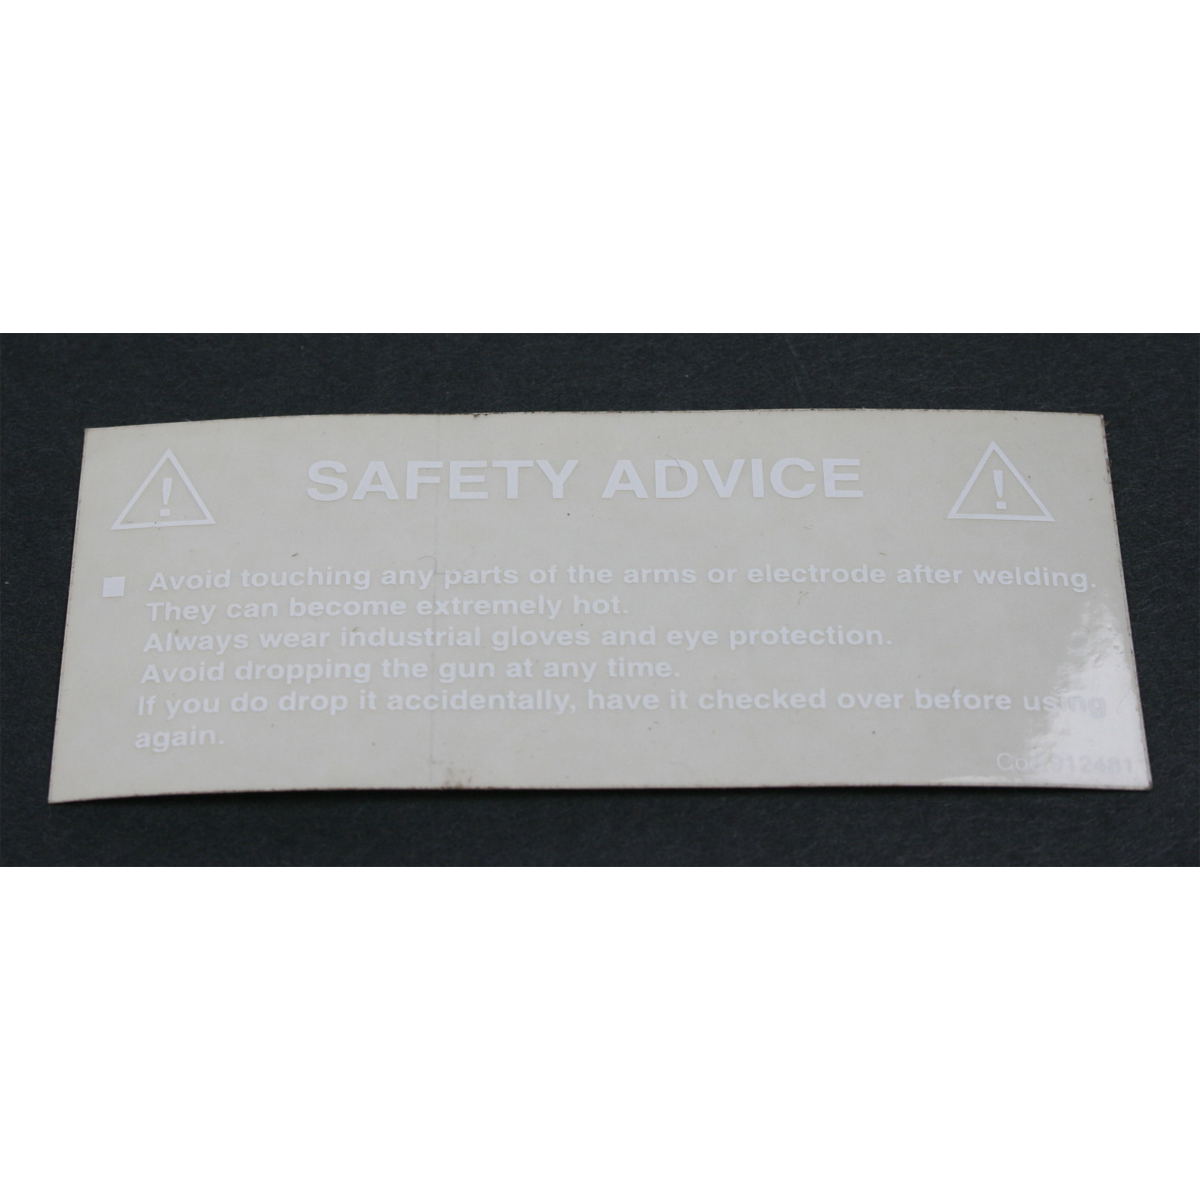 SAFETY ADVICE
Avoid touching any parts of the arms or electrode after welding.
They can become extremely hot.
Always wear industrial gloves and eye protection.
Avoid dropping the gun at any time.
If you do drop it accidentally, have it checked over before using
again.